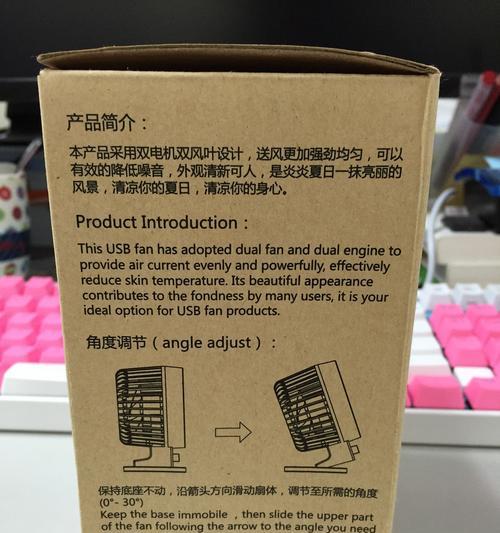 产品简介：
本产品采用双电机双风叶设计，送风更加强劲均匀，可以
有效的降低噪音，外观清新可人，是炎炎夏日一抹亮丽的
风景，清凉你的夏日，清凉你的身心。
Product Introduction :
This USB fan has adopted dual fan and dual engine to
provide air current evenly and powerfully, effectively
reduce skin temperature. Its beautiful appearance
contributes to the fondness by many users, it is your
ideal option for USB fan products.
角度调节（angle adjust）：
保持底座不动，沿箭头方向滑动扇体，调节至所需的角度
(0°- 30°)
Keep the base immobile , then slide the upper part
of the fan following the arrow to the angle you need